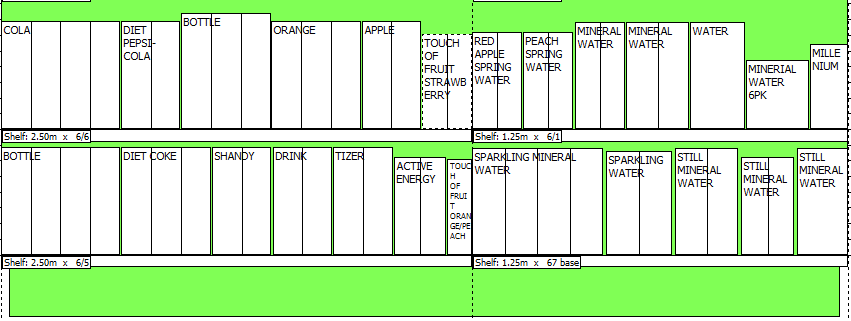 COLA
DIET
PEPSI-
COLA
BOTTLE
ORANGE
APPLE
TOUCH
OF
FRUIT
STRAWB
ERRY
RED
APPLE
SPRING
WATER
PEACH
SPRING
WATER
MINERAL
WATER
MINERAL
WATER
WATER
MINERIAL
WATER
6PK
MILLE
NIUM
Shelf: 2.50m x 6/6
Shelf: 1.25m x 6/1
BOTTLE
DIET COKE
SHANDY
DRINK
TIZER
ACTIVE
ENERGY
TOUC
H
OF
FRUI
T
ORAN
GE/PE
ACH
SPARKLING MINERAL
WATER
SPARKLING
WATER
STILL
MINERAL
WATER
STILL
MINERAL
WATER
STILL
MINERAL
WATER
Shelf: 2.50m x 6/5
Shelf: 1.25m x 67 base